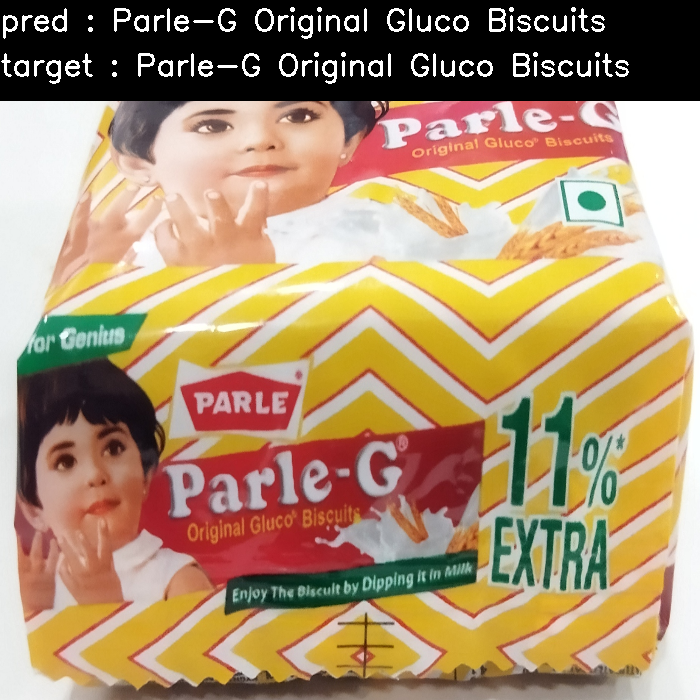 pred : Parle-G Original Gluco Biscuits
target : Parle-G Original Gluco Biscuits
Parle-G
Original Gluco® Biscuits
for Genius
PARLE®
Parle-G®
Original Gluco® Biscuits
11%*
EXTRA
Enjoy The Biscuit by Dipping it in Milk